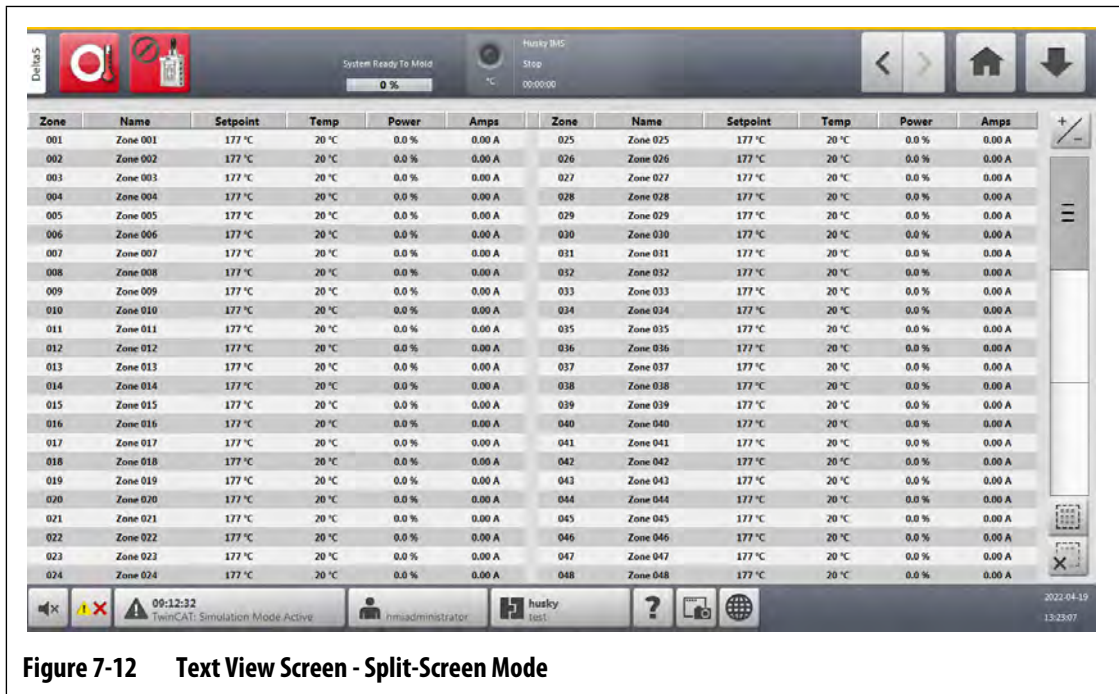 Delta5
System Ready To Mold
0 %
°C
Husky IMS
Stop
00:00:00
Zone Name Setpoint Temp Power Amps Zone Name Setpoint Temp Power Amps
001 Zone 001 177 °C 20 °C 0.0 % 0.00 A 025 Zone 025 177 °C 20 °C 0.0 % 0.00 A
002 Zone 002 177 °C 20 °C 0.0 % 0.00 A 026 Zone 026 177 °C 20 °C 0.0 % 0.00 A
003 Zone 003 177 °C 20 °C 0.0 % 0.00 A 027 Zone 027 177 °C 20 °C 0.0 % 0.00 A
004 Zone 004 177 °C 20 °C 0.0 % 0.00 A 028 Zone 028 177 °C 20 °C 0.0 % 0.00 A
005 Zone 005 177 °C 20 °C 0.0 % 0.00 A 029 Zone 029 177 °C 20 °C 0.0 % 0.00 A
006 Zone 006 177 °C 20 °C 0.0 % 0.00 A 030 Zone 030 177 °C 20 °C 0.0 % 0.00 A
007 Zone 007 177 °C 20 °C 0.0 % 0.00 A 031 Zone 031 177 °C 20 °C 0.0 % 0.00 A
008 Zone 008 177 °C 20 °C 0.0 % 0.00 A 032 Zone 032 177 °C 20 °C 0.0 % 0.00 A
009 Zone 009 177 °C 20 °C 0.0 % 0.00 A 033 Zone 033 177 °C 20 °C 0.0 % 0.00 A
010 Zone 010 177 °C 20 °C 0.0 % 0.00 A 034 Zone 034 177 °C 20 °C 0.0 % 0.00 A
011 Zone 011 177 °C 20 °C 0.0 % 0.00 A 035 Zone 035 177 °C 20 °C 0.0 % 0.00 A
012 Zone 012 177 °C 20 °C 0.0 % 0.00 A 036 Zone 036 177 °C 20 °C 0.0 % 0.00 A
013 Zone 013 177 °C 20 °C 0.0 % 0.00 A 037 Zone 037 177 °C 20 °C 0.0 % 0.00 A
014 Zone 014 177 °C 20 °C 0.0 % 0.00 A 038 Zone 038 177 °C 20 °C 0.0 % 0.00 A
015 Zone 015 177 °C 20 °C 0.0 % 0.00 A 039 Zone 039 177 °C 20 °C 0.0 % 0.00 A
016 Zone 016 177 °C 20 °C 0.0 % 0.00 A 040 Zone 040 177 °C 20 °C 0.0 % 0.00 A
017 Zone 017 177 °C 20 °C 0.0 % 0.00 A 041 Zone 041 177 °C 20 °C 0.0 % 0.00 A
018 Zone 018 177 °C 20 °C 0.0 % 0.00 A 042 Zone 042 177 °C 20 °C 0.0 % 0.00 A
019 Zone 019 177 °C 20 °C 0.0 % 0.00 A 043 Zone 043 177 °C 20 °C 0.0 % 0.00 A
020 Zone 020 177 °C 20 °C 0.0 % 0.00 A 044 Zone 044 177 °C 20 °C 0.0 % 0.00 A
021 Zone 021 177 °C 20 °C 0.0 % 0.00 A 045 Zone 045 177 °C 20 °C 0.0 % 0.00 A
022 Zone 022 177 °C 20 °C 0.0 % 0.00 A 046 Zone 046 177 °C 20 °C 0.0 % 0.00 A
023 Zone 023 177 °C 20 °C 0.0 % 0.00 A 047 Zone 047 177 °C 20 °C 0.0 % 0.00 A
024 Zone 024 177 °C 20 °C 0.0 % 0.00 A 048 Zone 048 177 °C 20 °C 0.0 % 0.00 A
09:12:32
TwinCAT: Simulation Mode Active
hmiadministrator
husky
test
?
2022-04-19
13:23:07
Figure 7-12 Text View Screen - Split-Screen Mode